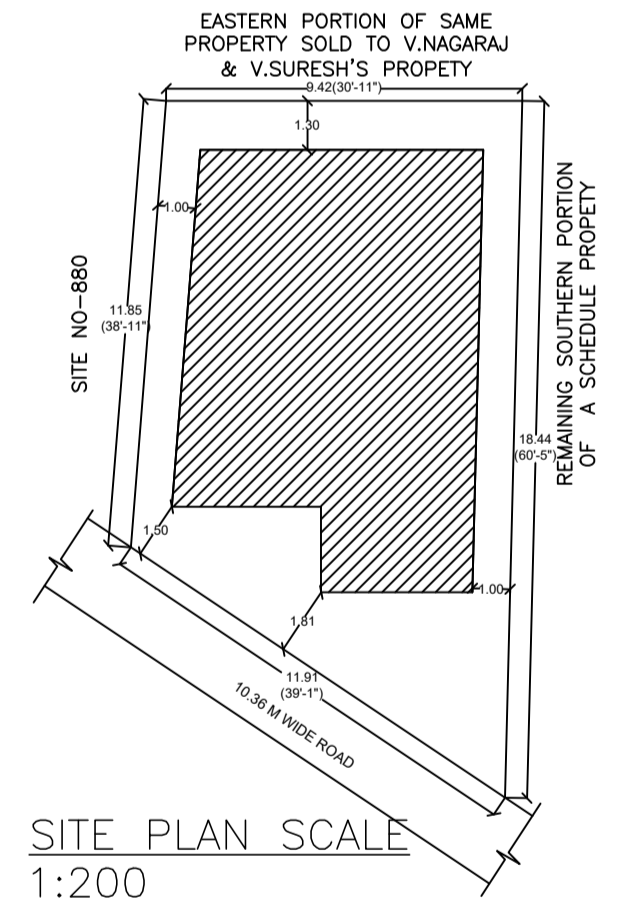 EASTERN PORTION OF SAME
PROPERTY SOLD TO V.NAGARAJ
& V.SURESH'S PROPETY
9.42(30'-11")
1.30
1.00
SITE NO-880
11.85
(38'-11")
REMAINING SOUTHERN PORTION
OF A SCHEDULE PROPETY
18.44
(60'-5")
1.50
1.81
1.00
11.91
(39'-1")
10.36 M WIDE ROAD
SITE PLAN SCALE
1:200